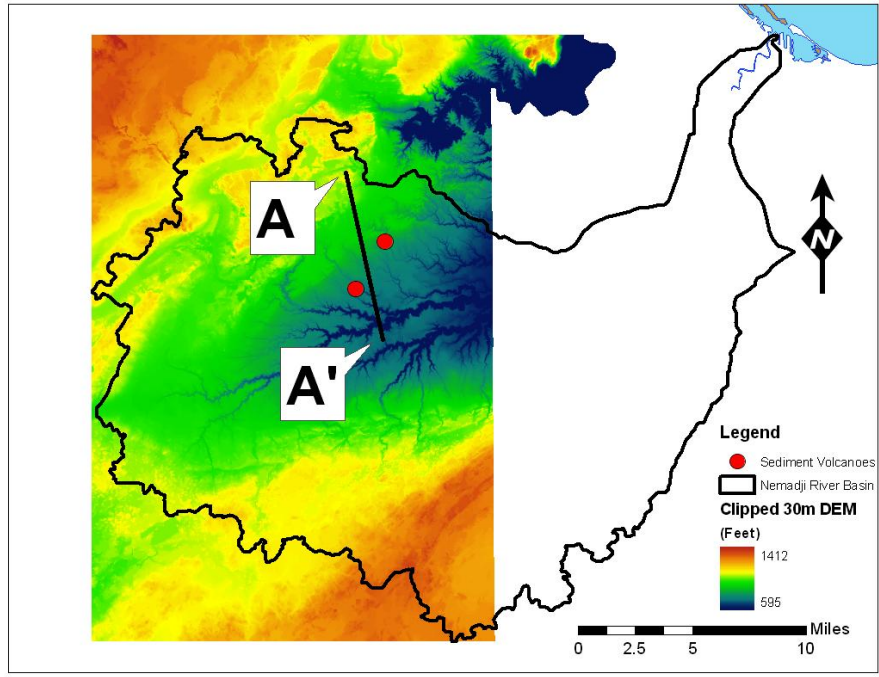 A
N
A'
Legend
Sediment Volcanoes
Nemadji River Basin
Clipped 30m DEM
(Feet)
1412
595
Miles
0 2.5 5 10